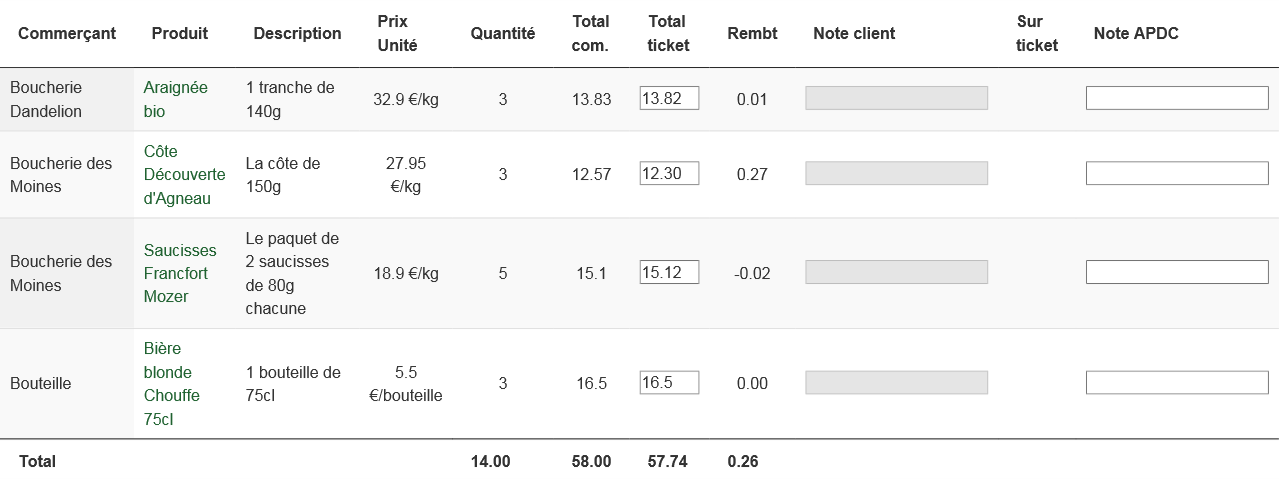 Commerçant Produit Description Prix Unité Quantité Total com. Total ticket Rembt Note client Sur ticket Note APDC
Boucherie Dandelion Araignée bio 1 tranche de 140g 32.9 €/kg 3 13.83 13.82 0.01
Boucherie des Moines Côte Découverte d'Agneau La côte de 150g 27.95 €/kg 3 12.57 12.30 0.27
Boucherie des Moines Saucisses Francfort Mozer Le paquet de 2 saucisses de 80g chacune 18.9 €/kg 5 15.1 15.12 -0.02
Bouteille Bière blonde Chouffe 75cl 1 bouteille de 75cl 5.5 €/bouteille 3 16.5 16.5 0.00
Total 14.00 58.00 57.74 0.26